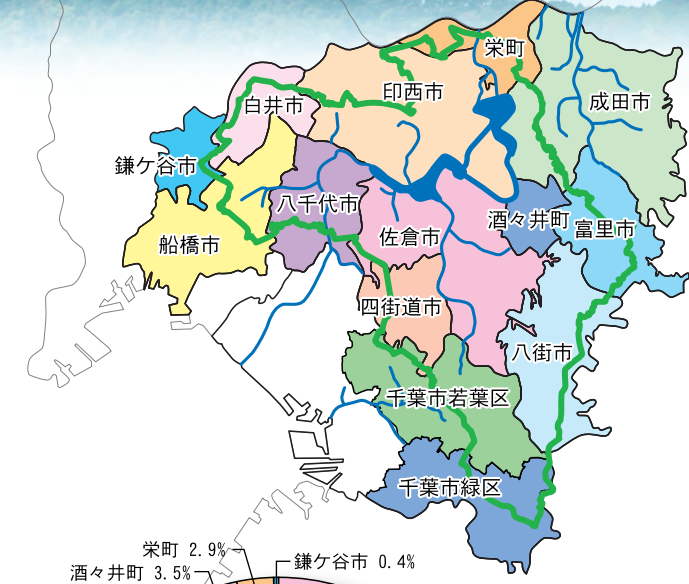 栄町
印西市
成田市
白井市
鎌ケ谷市
八千代市
酒々井町
富里市
佐倉市
船橋市
四街道市
八街市
千葉市若葉区
千葉市緑区
栄町 2.9%
鎌ケ谷市 0.4%
酒々井町 3.5%